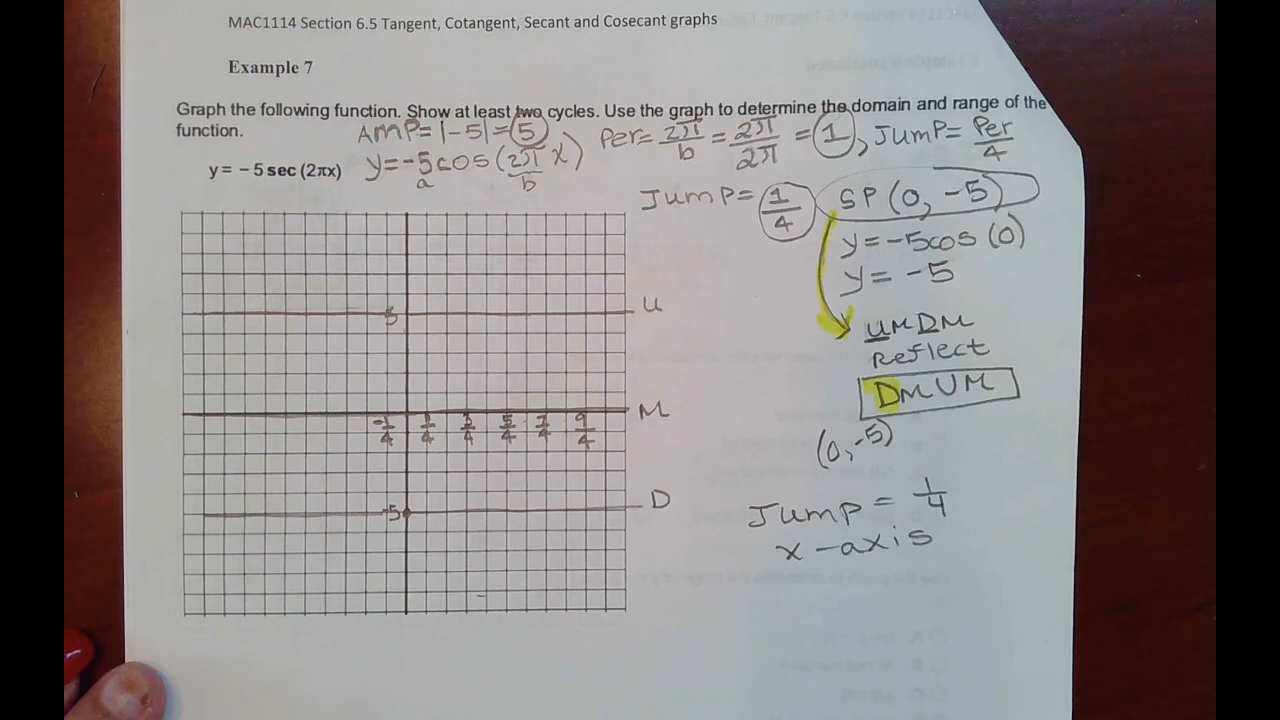 MAC1114 Section 6.5 Tangent, Cotangent, Secant and Cosecant graphs
Example 7
Graph the following function. Show at least two cycles. Use the graph to determine the domain and range of the
function.
AMP = |-5| = 5
Per = 2π/b = 2π/2π = 1, Jump = Per/4
y = - 5 sec (2πx)
y = -5 cos (2π x)
a
b
Jump = 1/4
SP (0, -5)
y = -5cos (0)
y = -5
UMDM
Reflect
DMUM
(0, -5)
Jump = 1/4
x-axis
5
U
M
-1/4 1/4 3/4 5/4 7/4 9/4
-5
D